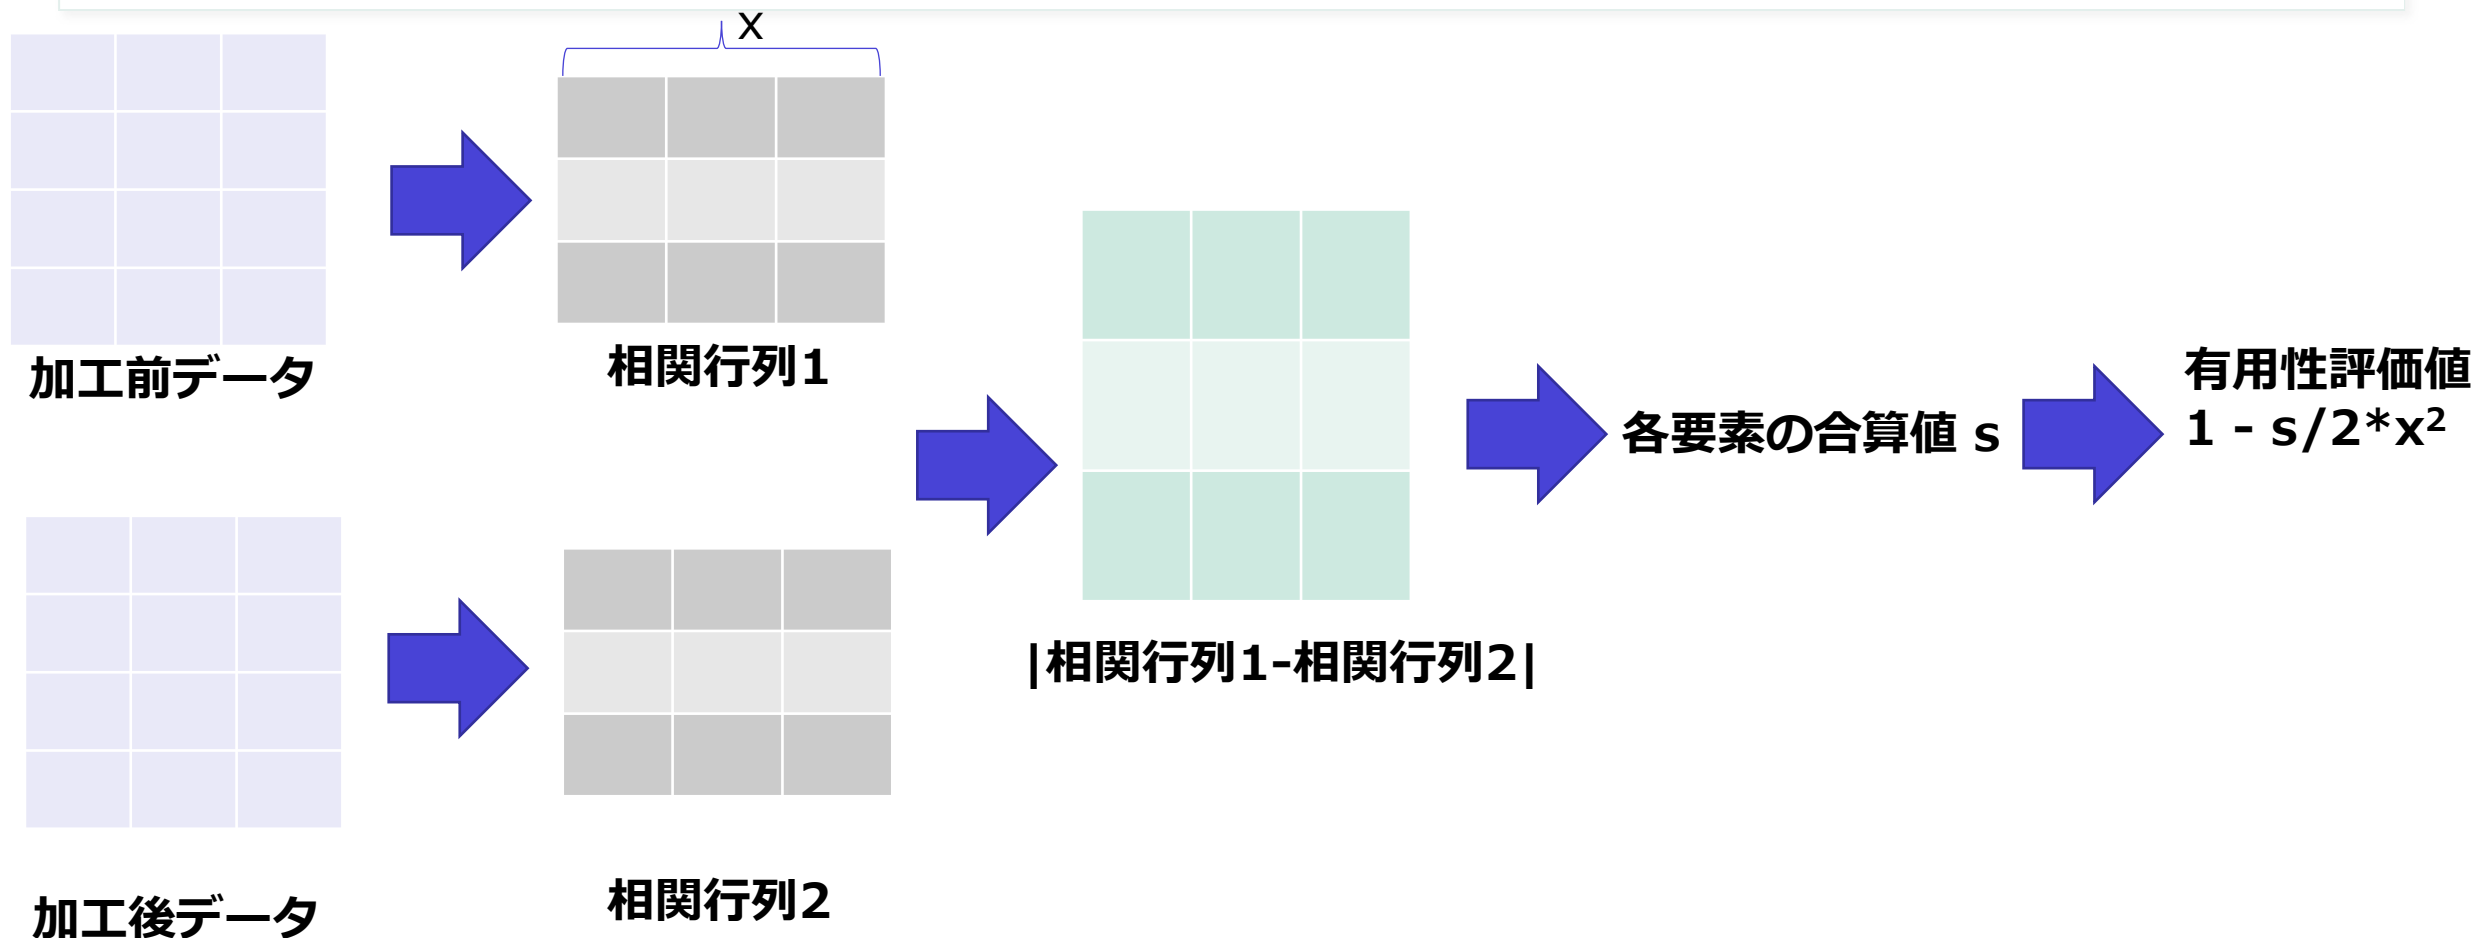 x
加工前データ
相関行列1
加工後データ
相関行列2
|相関行列1-相関行列2|
各要素の合算値 s
有用性評価値
1 - s/2*x²